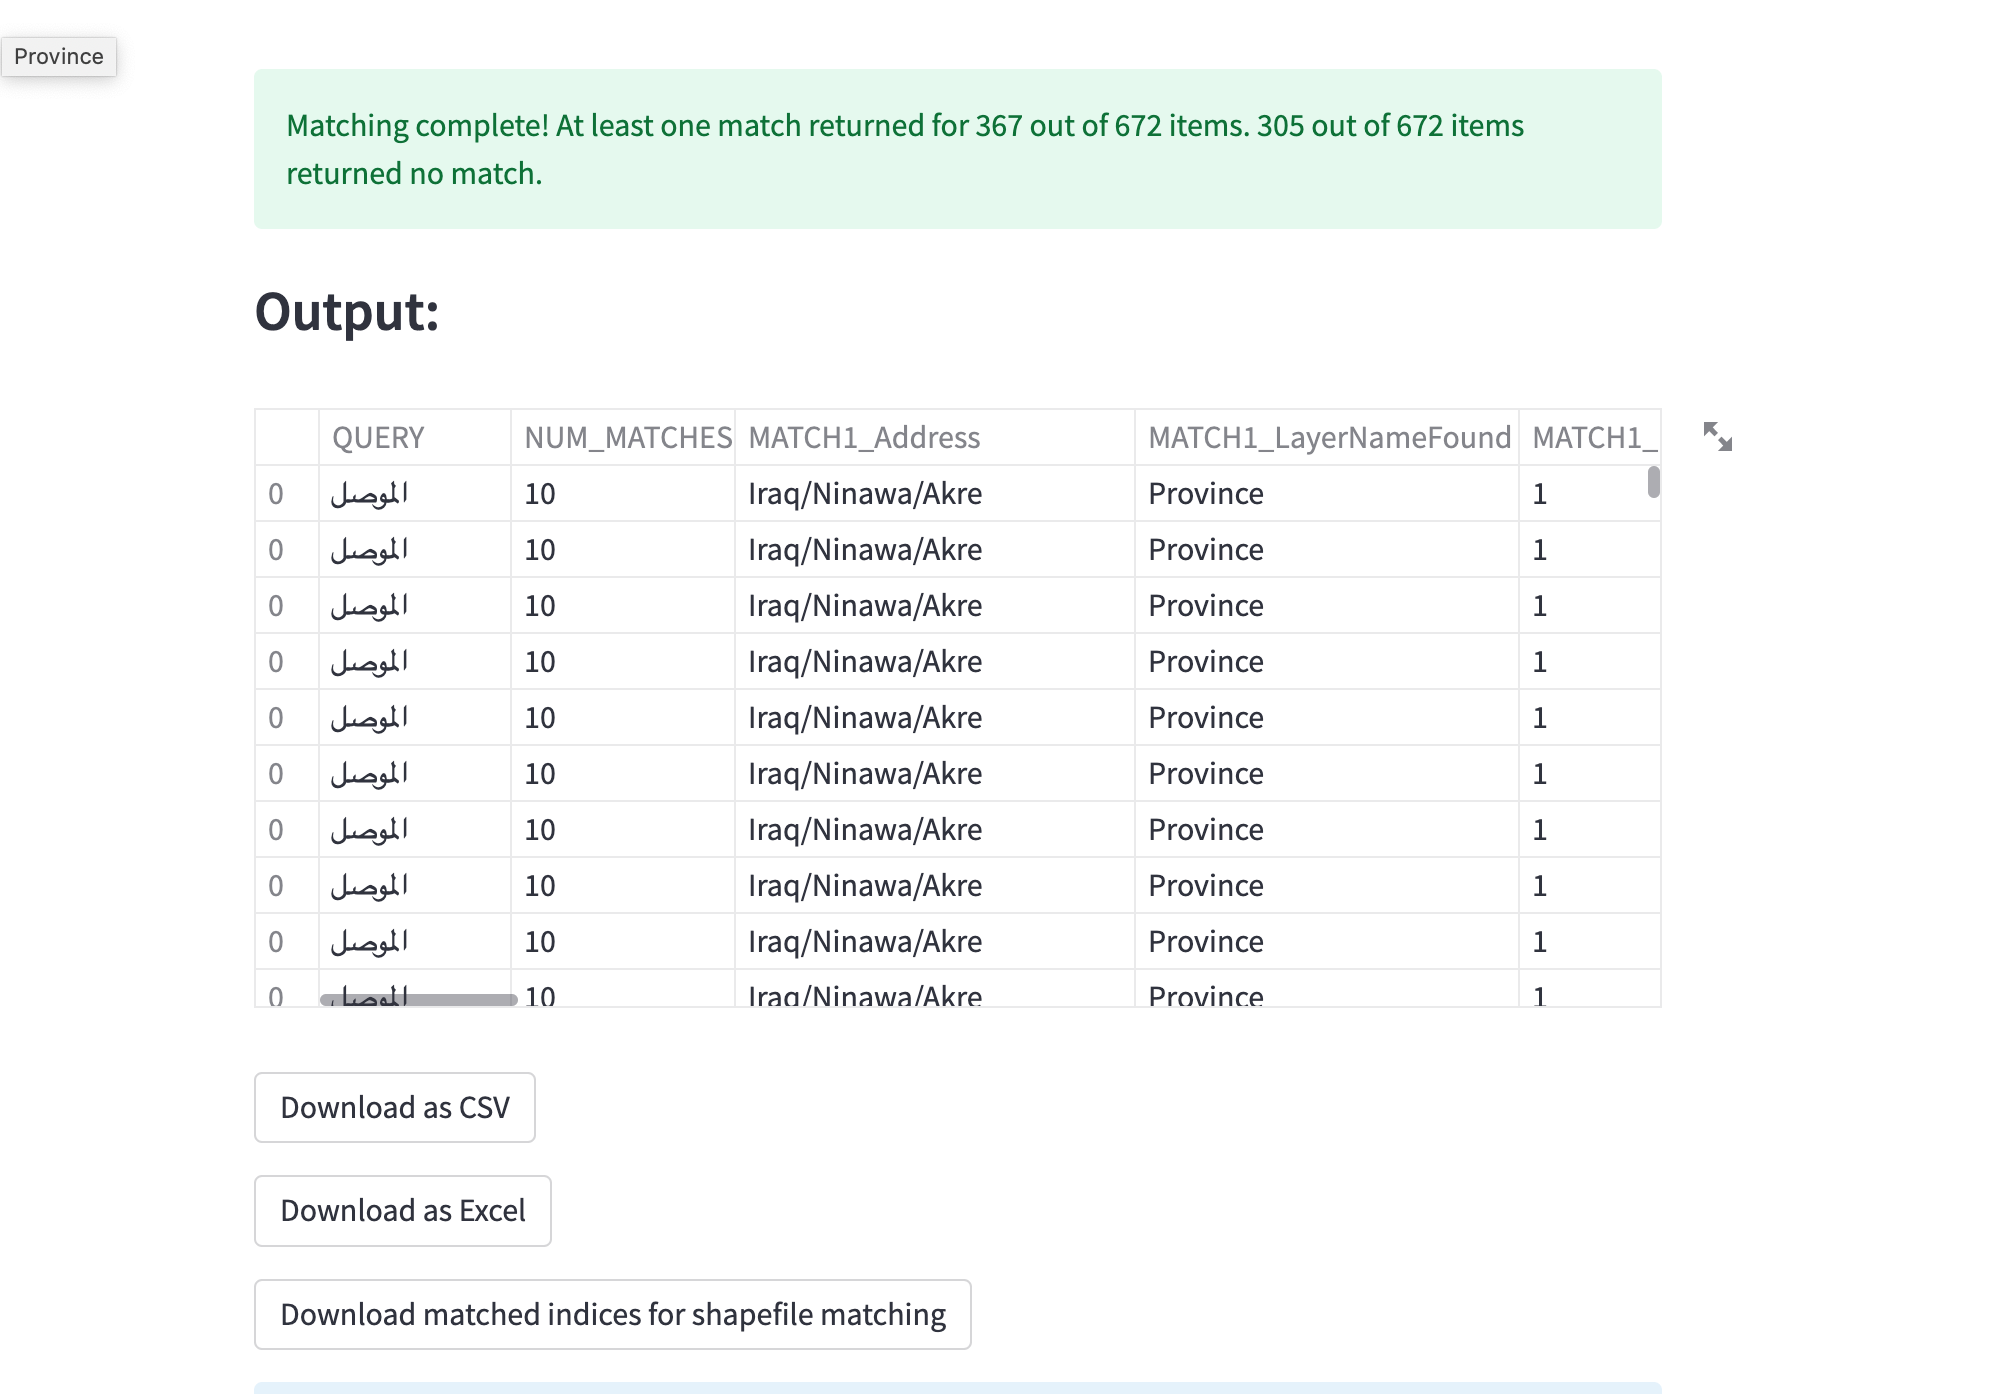 Province
Matching complete! At least one match returned for 367 out of 672 items. 305 out of 672 items
returned no match.
Output:
QUERY NUM_MATCHES MATCH1_Address MATCH1_LayerNameFound MATCH1_
0 الموصل 10 Iraq/Ninawa/Akre Province 1
0 الموصل 10 Iraq/Ninawa/Akre Province 1
0 الموصل 10 Iraq/Ninawa/Akre Province 1
0 الموصل 10 Iraq/Ninawa/Akre Province 1
0 الموصل 10 Iraq/Ninawa/Akre Province 1
0 الموصل 10 Iraq/Ninawa/Akre Province 1
0 الموصل 10 Iraq/Ninawa/Akre Province 1
0 الموصل 10 Iraq/Ninawa/Akre Province 1
0 الموصل 10 Iraq/Ninawa/Akre Province 1
0 الموصل 10 Iraq/Ninawa/Akre Province 1
Download as CSV
Download as Excel
Download matched indices for shapefile matching